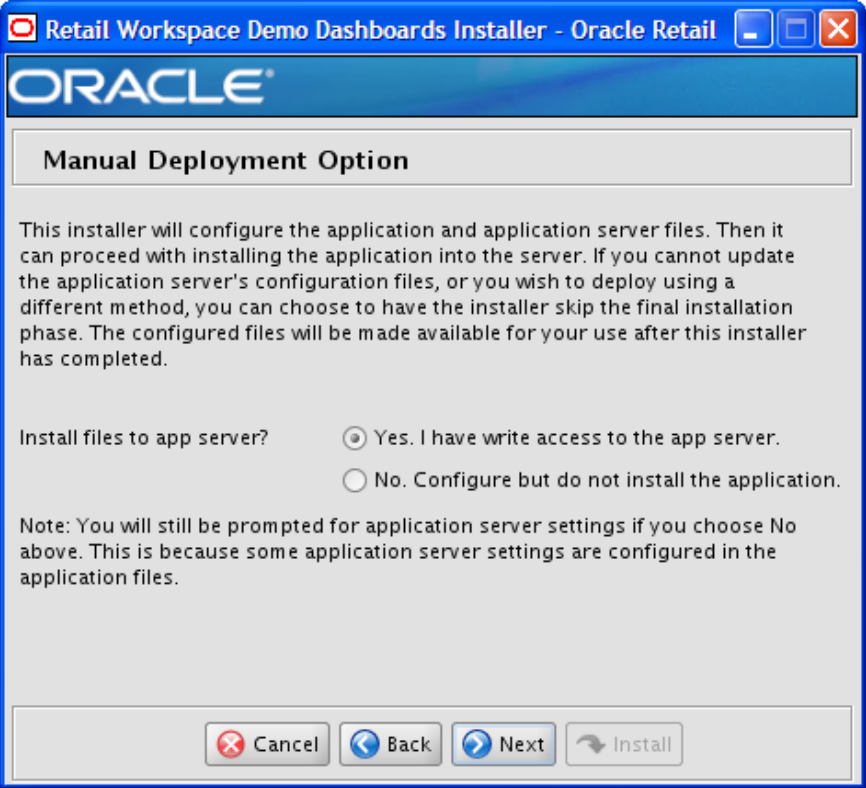 Retail Workspace Demo Dashboards Installer - Oracle Retail
ORACLE®
Manual Deployment Option
This installer will configure the application and application server files. Then it
can proceed with installing the application into the server. If you cannot update
the application server's configuration files, or you wish to deploy using a
different method, you can choose to have the installer skip the final installation
phase. The configured files will be made available for your use after this installer
has completed.
Install files to app server? Yes. I have write access to the app server.
No. Configure but do not install the application.
Note: You will still be prompted for application server settings if you choose No
above. This is because some application server settings are configured in the
application files.
Cancel Back Next Install